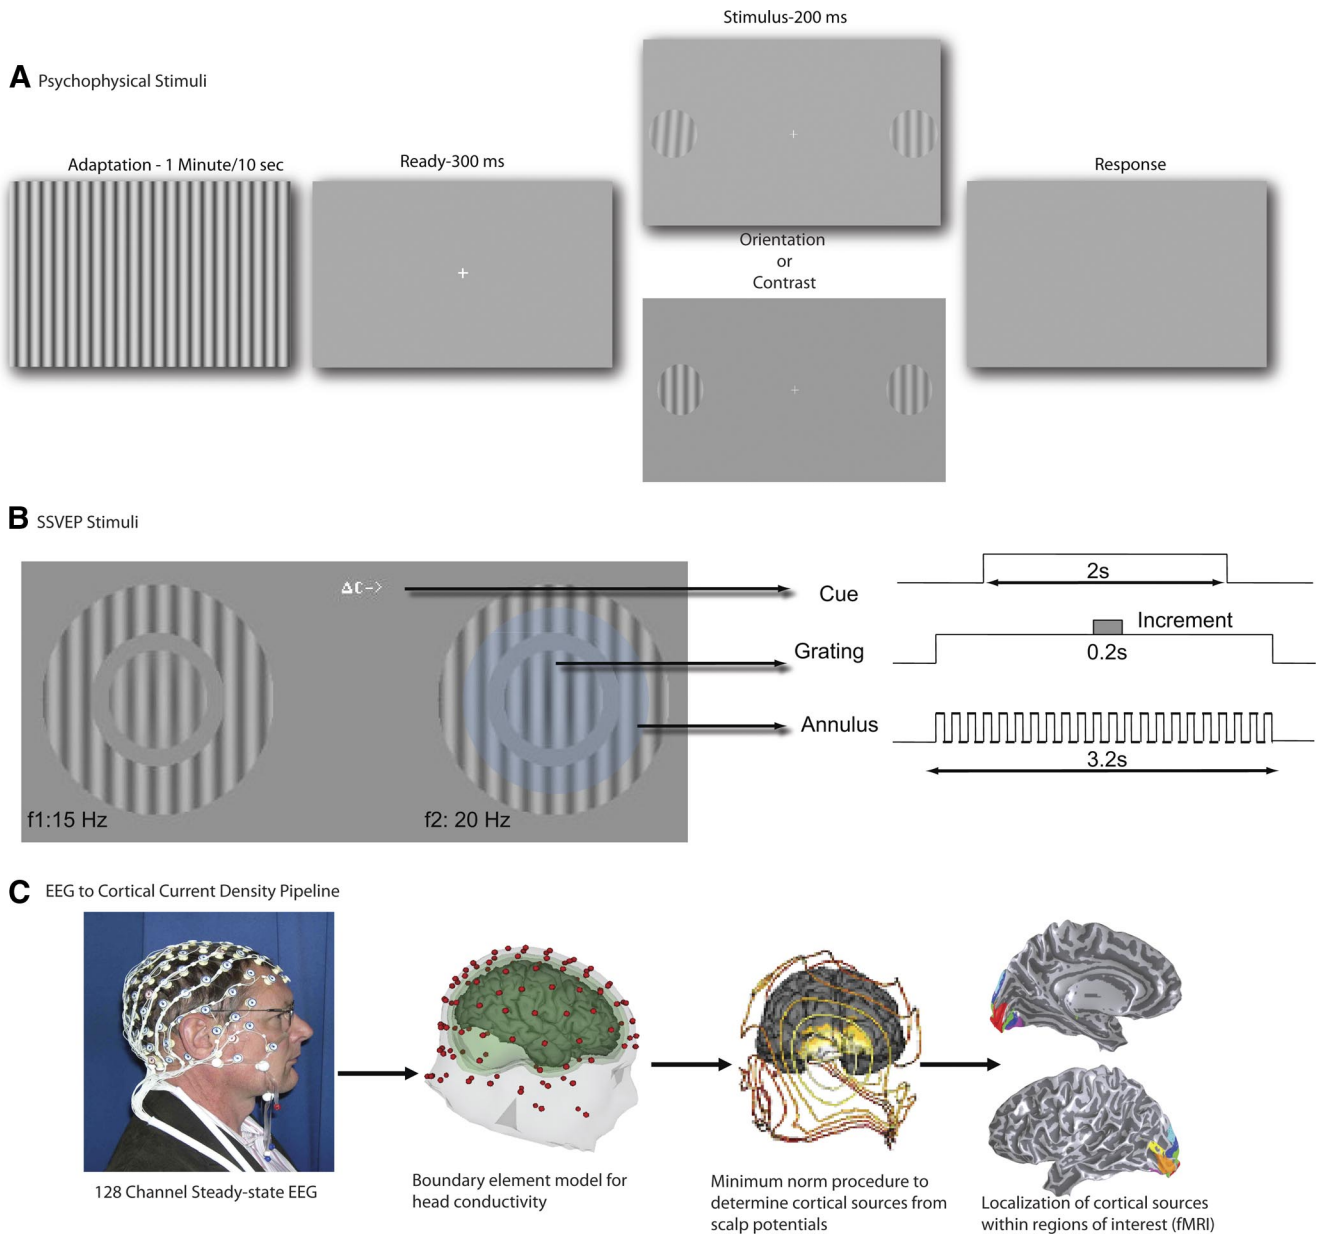 Stimulus-200 ms
A Psychophysical Stimuli
Adaptation - 1 Minute/10 sec
Ready-300 ms
Response
Orientation
or
Contrast
B SSVEP Stimuli
ΔC->
Cue
2s
Increment
Grating
0.2s
Annulus
3.2s
f1:15 Hz
f2: 20 Hz
C EEG to Cortical Current Density Pipeline
128 Channel Steady-state EEG
Boundary element model for
head conductivity
Minimum norm procedure to
determine cortical sources from
scalp potentials
Localization of cortical sources
within regions of interest (fMRI)